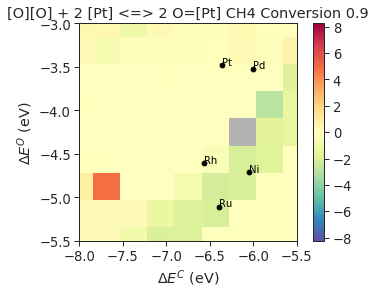 [O][O] + 2 [Pt] <=> 2 O=[Pt] CH4 Conversion 0.9
−3.0
−3.5
−4.0
−4.5
−5.0
−5.5
ΔE^O (eV)
Pt
Pd
Rh
Ni
Ru
−8.0 −7.5 −7.0 −6.5 −6.0 −5.5
ΔE^C (eV)
8
6
4
2
0
−2
−4
−6
−8